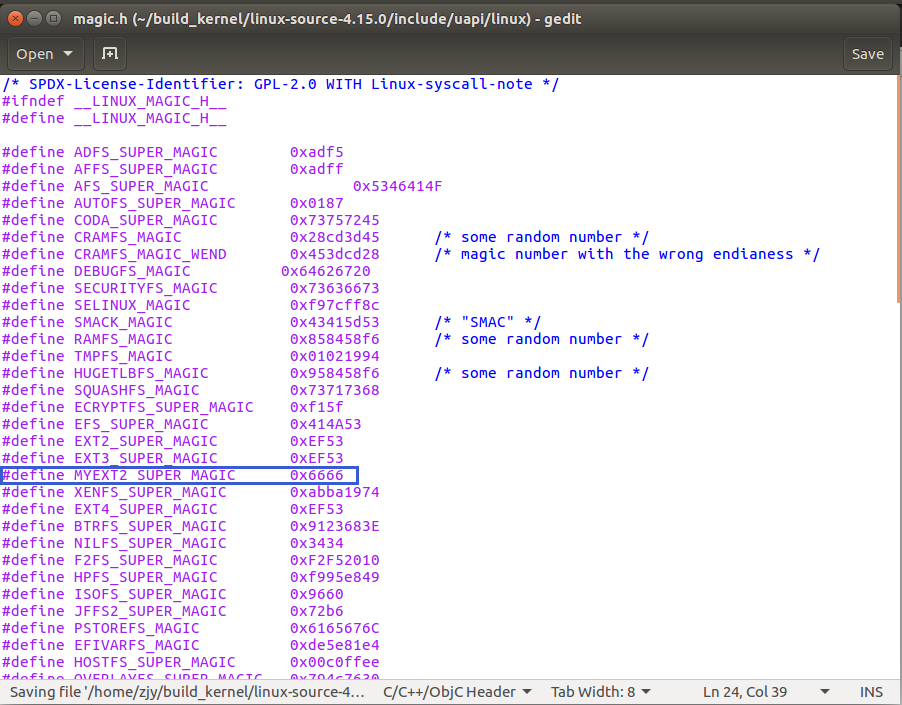 magic.h (~/build_kernel/linux-source-4.15.0/include/uapi/linux) - gedit
Open Save
/* SPDX-License-Identifier: GPL-2.0 WITH Linux-syscall-note */
#ifndef __LINUX_MAGIC_H__
#define __LINUX_MAGIC_H__
#define ADFS_SUPER_MAGIC 0xadf5
#define AFFS_SUPER_MAGIC 0xadff
#define AFS_SUPER_MAGIC 0x5346414F
#define AUTOFS_SUPER_MAGIC 0x0187
#define CODA_SUPER_MAGIC 0x73757245
#define CRAMFS_MAGIC 0x28cd3d45 /* some random number */
#define CRAMFS_MAGIC_WEND 0x453dcd28 /* magic number with the wrong endianess */
#define DEBUGFS_MAGIC 0x64626720
#define SECURITYFS_MAGIC 0x73636673
#define SELINUX_MAGIC 0xf97cff8c
#define SMACK_MAGIC 0x43415d53 /* "SMAC" */
#define RAMFS_MAGIC 0x858458f6 /* some random number */
#define TMPFS_MAGIC 0x01021994
#define HUGETLBFS_MAGIC 0x958458f6 /* some random number */
#define SQUASHFS_MAGIC 0x73717368
#define ECRYPTFS_SUPER_MAGIC 0xf15f
#define EFS_SUPER_MAGIC 0x414A53
#define EXT2_SUPER_MAGIC 0xEF53
#define EXT3_SUPER_MAGIC 0xEF53
#define MYEXT2_SUPER_MAGIC 0x6666
#define XENFS_SUPER_MAGIC 0xabba1974
#define EXT4_SUPER_MAGIC 0xEF53
#define BTRFS_SUPER_MAGIC 0x9123683E
#define NILFS_SUPER_MAGIC 0x3434
#define F2FS_SUPER_MAGIC 0xF2F52010
#define HPFS_SUPER_MAGIC 0xf995e849
#define ISOFS_SUPER_MAGIC 0x9660
#define JFFS2_SUPER_MAGIC 0x72b6
#define PSTOREFS_MAGIC 0x6165676C
#define EFIVARFS_MAGIC 0xde5e81e4
#define HOSTFS_SUPER_MAGIC 0x00c0ffee
#define OVERLAYFS_SUPER_MAGIC 0x794c7630
Saving file '/home/zjy/build_kernel/linux-source-4... C/C++/ObjC Header Tab Width: 8 Ln 24, Col 39 INS